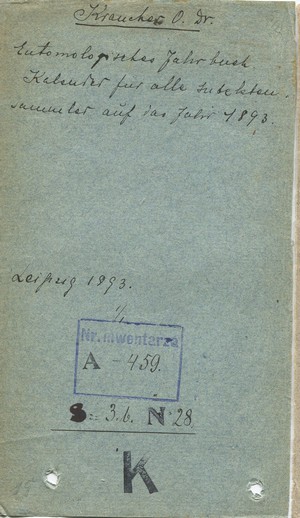 Krancher O. Dr.
Entomologisches Jahrbuch.
Kalender für alle Insekten-
sammler auf das Jahr 1893.
Leipzig 1893.
Nr. inwentarza
A - 459.
S. 3.b. N 28
K